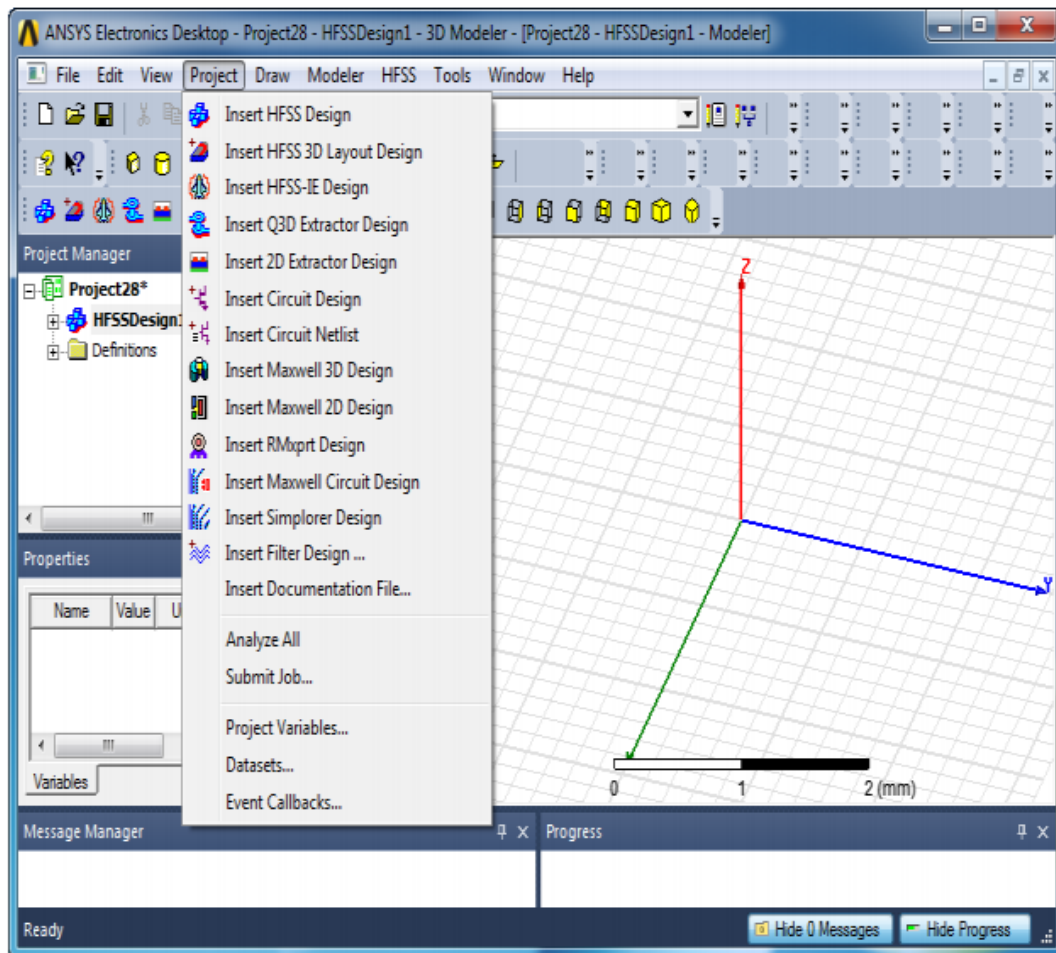 ANSYS Electronics Desktop - Project28 - HFSSDesign1 - 3D Modeler - [Project28 - HFSSDesign1 - Modeler]
File Edit View Project Draw Modeler HFSS Tools Window Help
Insert HFSS Design
Insert HFSS 3D Layout Design
Insert HFSS-IE Design
Insert Q3D Extractor Design
Insert 2D Extractor Design
Insert Circuit Design
Insert Circuit Netlist
Insert Maxwell 3D Design
Insert Maxwell 2D Design
Insert RMxprt Design
Insert Maxwell Circuit Design
Insert Simplorer Design
Insert Filter Design ...
Insert Documentation File...
Analyze All
Submit Job...
Project Variables...
Datasets...
Event Callbacks...
Project Manager
Project28*
HFSSDesign1
Definitions
Properties
Name Value U
Variables
Z
Y
0 1 2 (mm)
Message Manager
Progress
Ready
Hide 0 Messages
Hide Progress